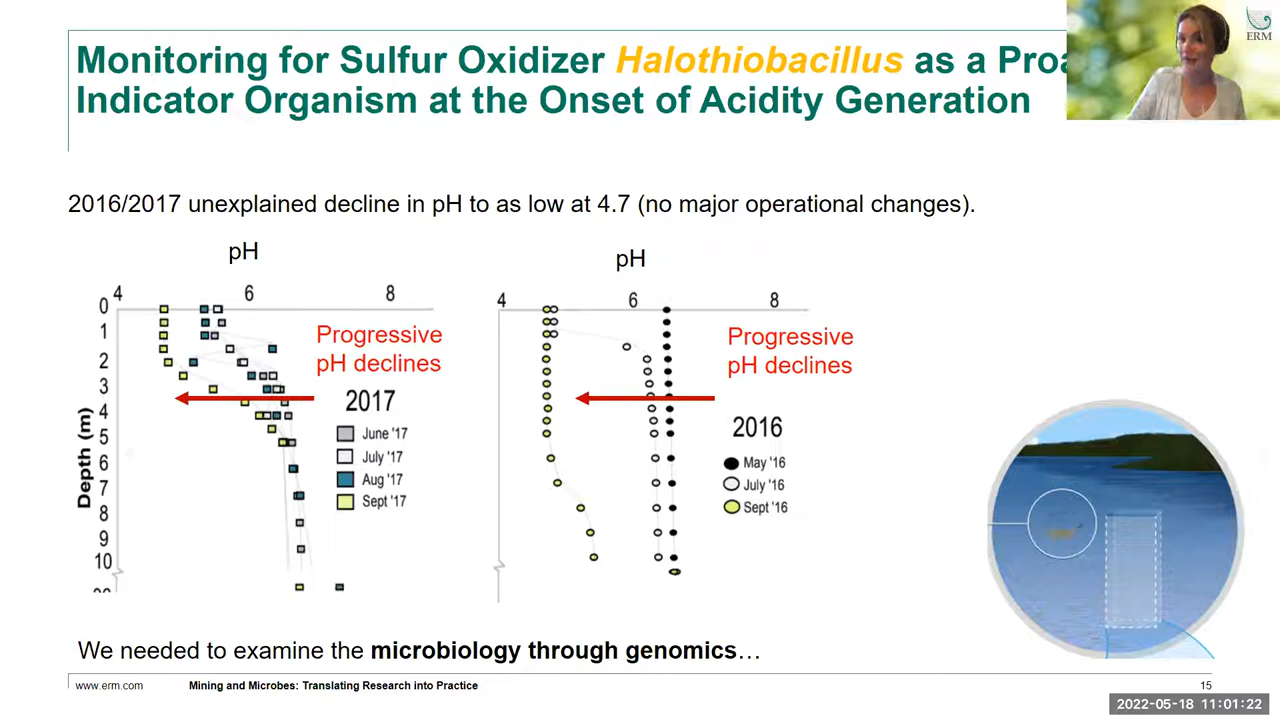 Monitoring for Sulfur Oxidizer Halothiobacillus as a
Indicator Organism at the Onset of Acidity Generation
ERM
2016/2017 unexplained decline in pH to as low at 4.7 (no major operational changes).
pH
4 6 8
0
1
2
3
4
5
6
7
8
9
10
Depth (m)
Progressive
pH declines
2017
June '17
July '17
Aug '17
Sept '17
pH
4 6 8
Progressive
pH declines
2016
May '16
July '16
Sept '16
We needed to examine the microbiology through genomics…
www.erm.com Mining and Microbes: Translating Research into Practice 15
2022-05-18 11:01:22